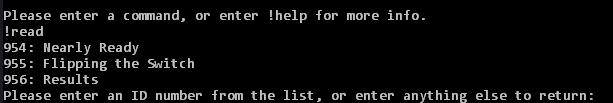 Please enter a command, or enter !help for more info.
!read
954: Nearly Ready
955: Flipping the Switch
956: Results
Please enter an ID number from the list, or enter anything else to return: